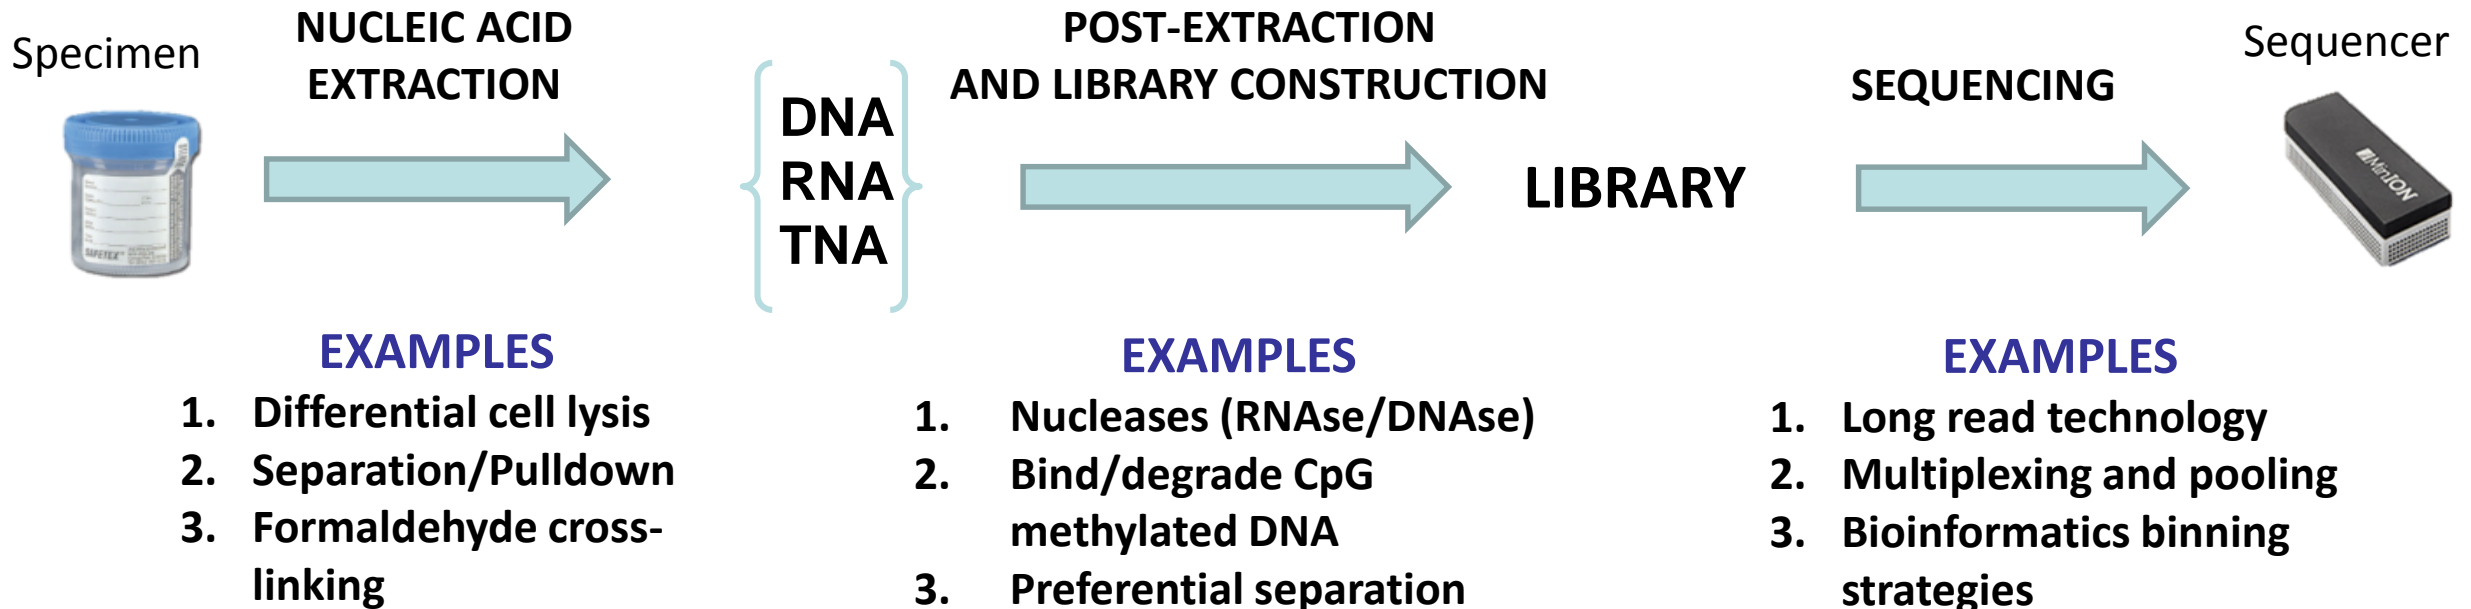 Specimen
NUCLEIC ACID
EXTRACTION
DNA
RNA
TNA
POST-EXTRACTION
AND LIBRARY CONSTRUCTION
LIBRARY
SEQUENCING
Sequencer
MinION
EXAMPLES
1. Differential cell lysis
2. Separation/Pulldown
3. Formaldehyde cross-
linking
EXAMPLES
1. Nucleases (RNAse/DNAse)
2. Bind/degrade CpG
methylated DNA
3. Preferential separation
EXAMPLES
1. Long read technology
2. Multiplexing and pooling
3. Bioinformatics binning
strategies